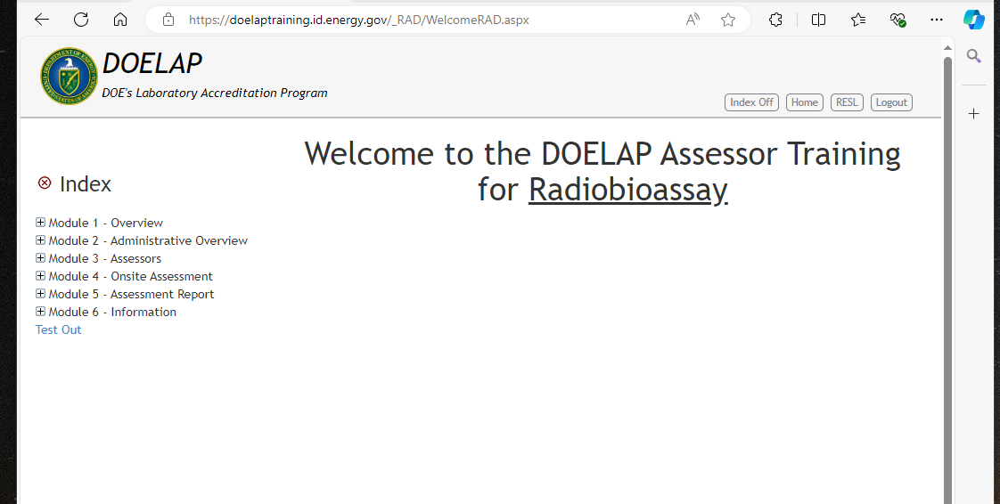 https://doelaptraining.id.energy.gov/_RAD/WelcomeRAD.aspx
DOELAP
DOE's Laboratory Accreditation Program
Index Off
Home
RESL
Logout
Welcome to the DOELAP Assessor Training
for Radiobioassay
Index
Module 1 - Overview
Module 2 - Administrative Overview
Module 3 - Assessors
Module 4 - Onsite Assessment
Module 5 - Assessment Report
Module 6 - Information
Test Out